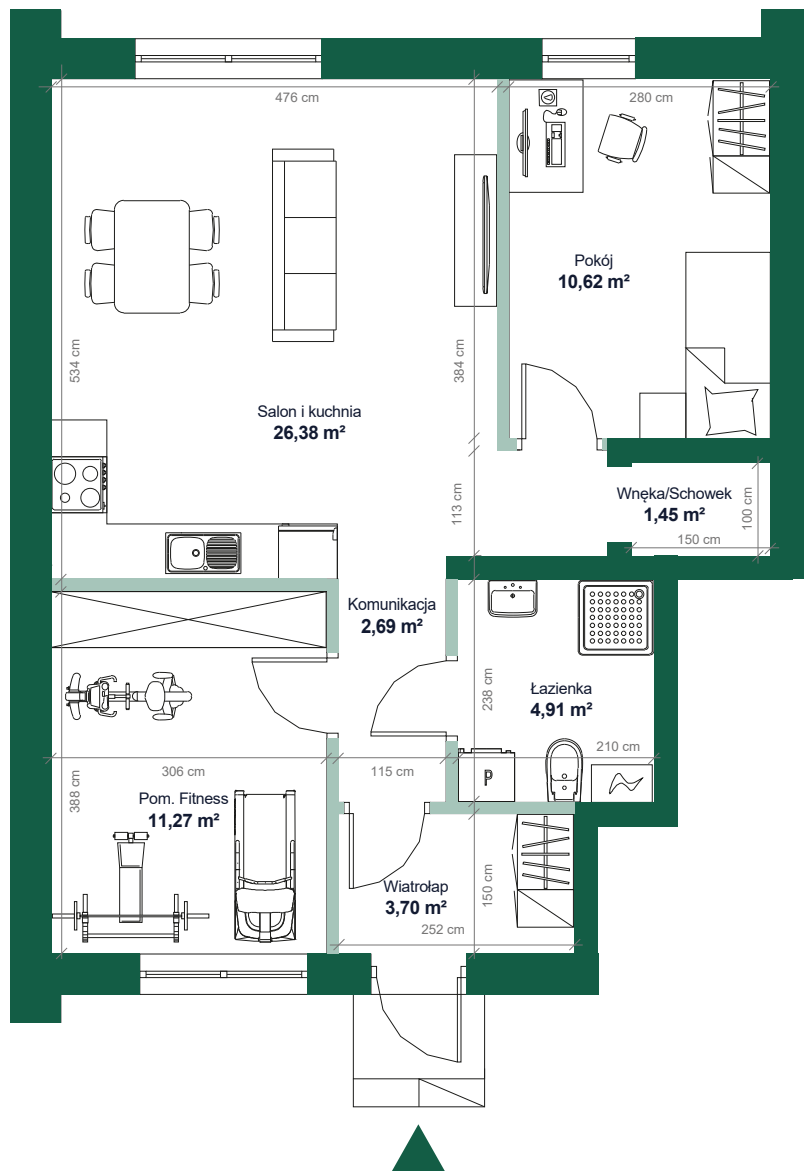 476 cm
280 cm
Pokój
10,62 m²
534 cm
384 cm
Salon i kuchnia
26,38 m²
Wnęka/Schowek
1,45 m²
100 cm
113 cm
150 cm
Komunikacja
2,69 m²
238 cm
Łazienka
4,91 m²
210 cm
306 cm
115 cm
P
388 cm
Pom. Fitness
11,27 m²
Wiatrołap
3,70 m²
150 cm
252 cm